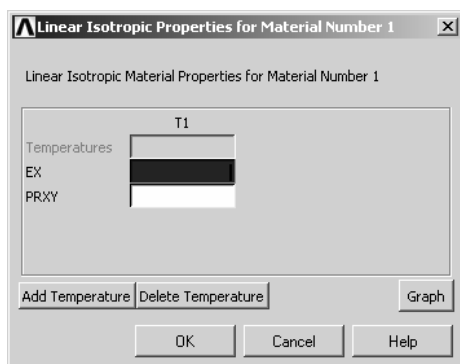 Linear Isotropic Properties for Material Number 1
Linear Isotropic Material Properties for Material Number 1
T1
Temperatures
EX
PRXY
Add Temperature Delete Temperature Graph
OK Cancel Help